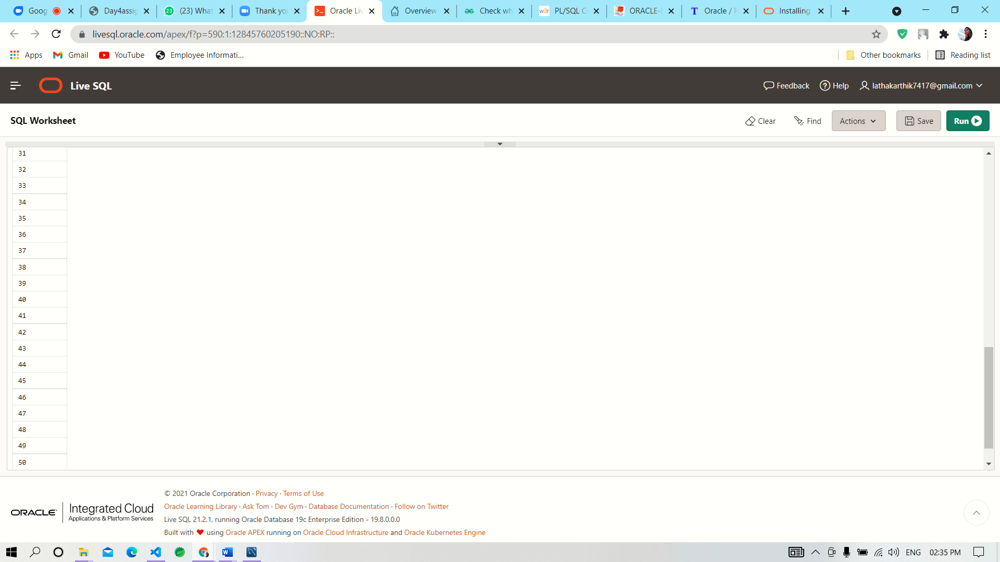 Goog
Day4assig
(23) What
Thank you
Oracle Liv
Overview
Check wh
PL/SQL C
ORACLE-
Oracle / P
Installing
livesql.oracle.com/apex/f?p=590:1:12845760205190::NO:RP::
Apps
Gmail
YouTube
Employee Informati...
Other bookmarks
Reading list
Live SQL
Feedback
Help
lathakarthik7417@gmail.com
SQL Worksheet
Clear
Find
Actions
Save
Run
31
32
33
34
35
36
37
38
39
40
41
42
43
44
45
46
47
48
49
50
ORACLE
Integrated Cloud
Applications & Platform Services
© 2021 Oracle Corporation · Privacy · Terms of Use
Oracle Learning Library · Ask Tom · Dev Gym · Database Documentation · Follow on Twitter
Live SQL 21.2.1, running Oracle Database 19c Enterprise Edition - 19.8.0.0.0
Built with ❤ using Oracle APEX running on Oracle Cloud Infrastructure and Oracle Kubernetes Engine
ENG
02:35 PM